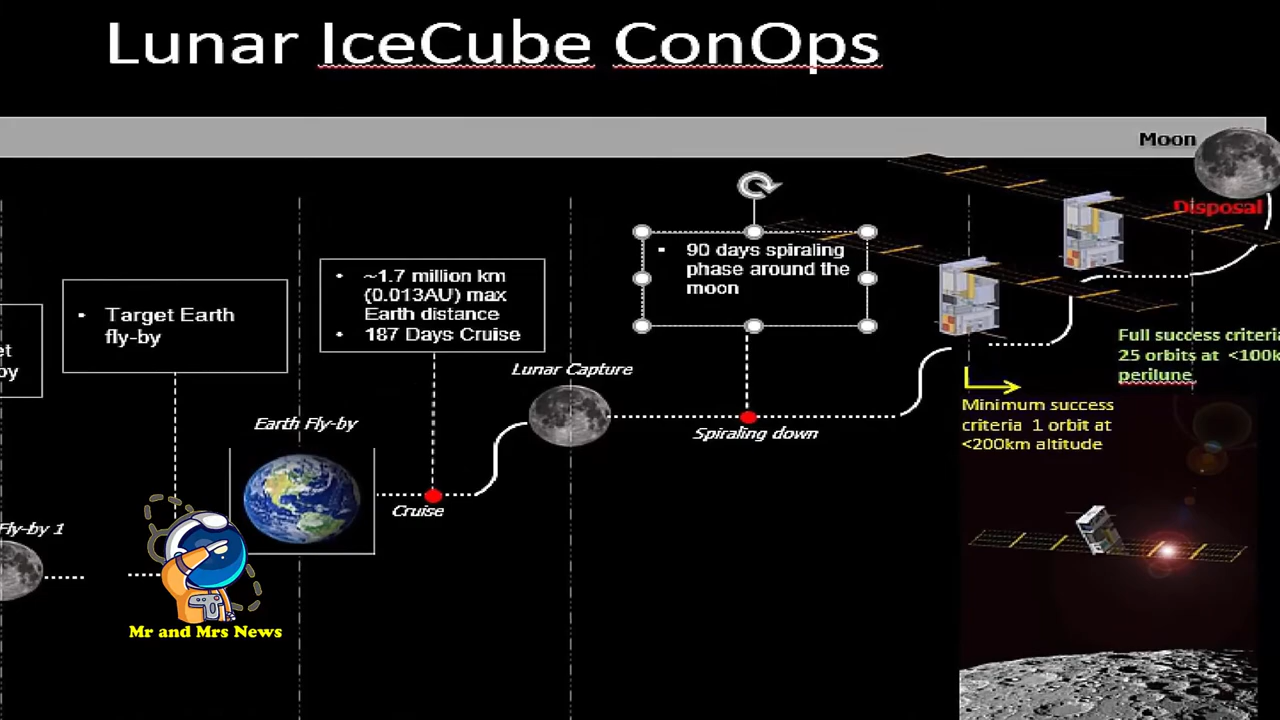 Lunar IceCube ConOps
Moon
Disposal
• 90 days spiraling
phase around the
moon
• ~1.7 million km
(0.013AU) max
Earth distance
• 187 Days Cruise
• Target Earth
fly-by
Lunar Capture
Full success criteria
25 orbits at <100k
perilune
Minimum success
criteria 1 orbit at
<200km altitude
Earth Fly-by
Spiraling down
Cruise
Fly-by 1
Mr and Mrs News